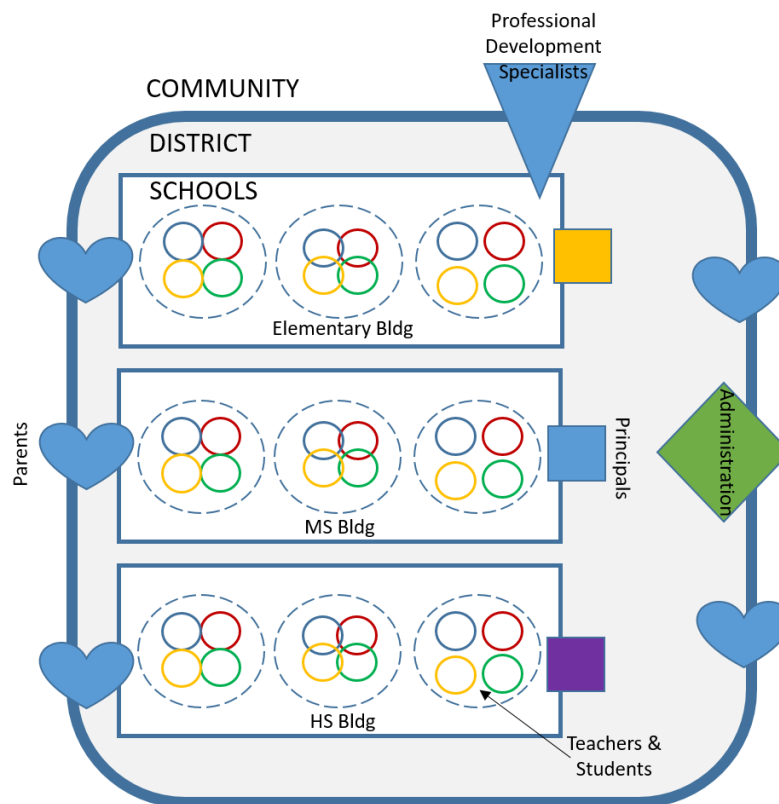 Professional
Development
Specialists
COMMUNITY
DISTRICT
SCHOOLS
Elementary Bldg
Parents
MS Bldg
Principals
Administration
HS Bldg
Teachers &
Students